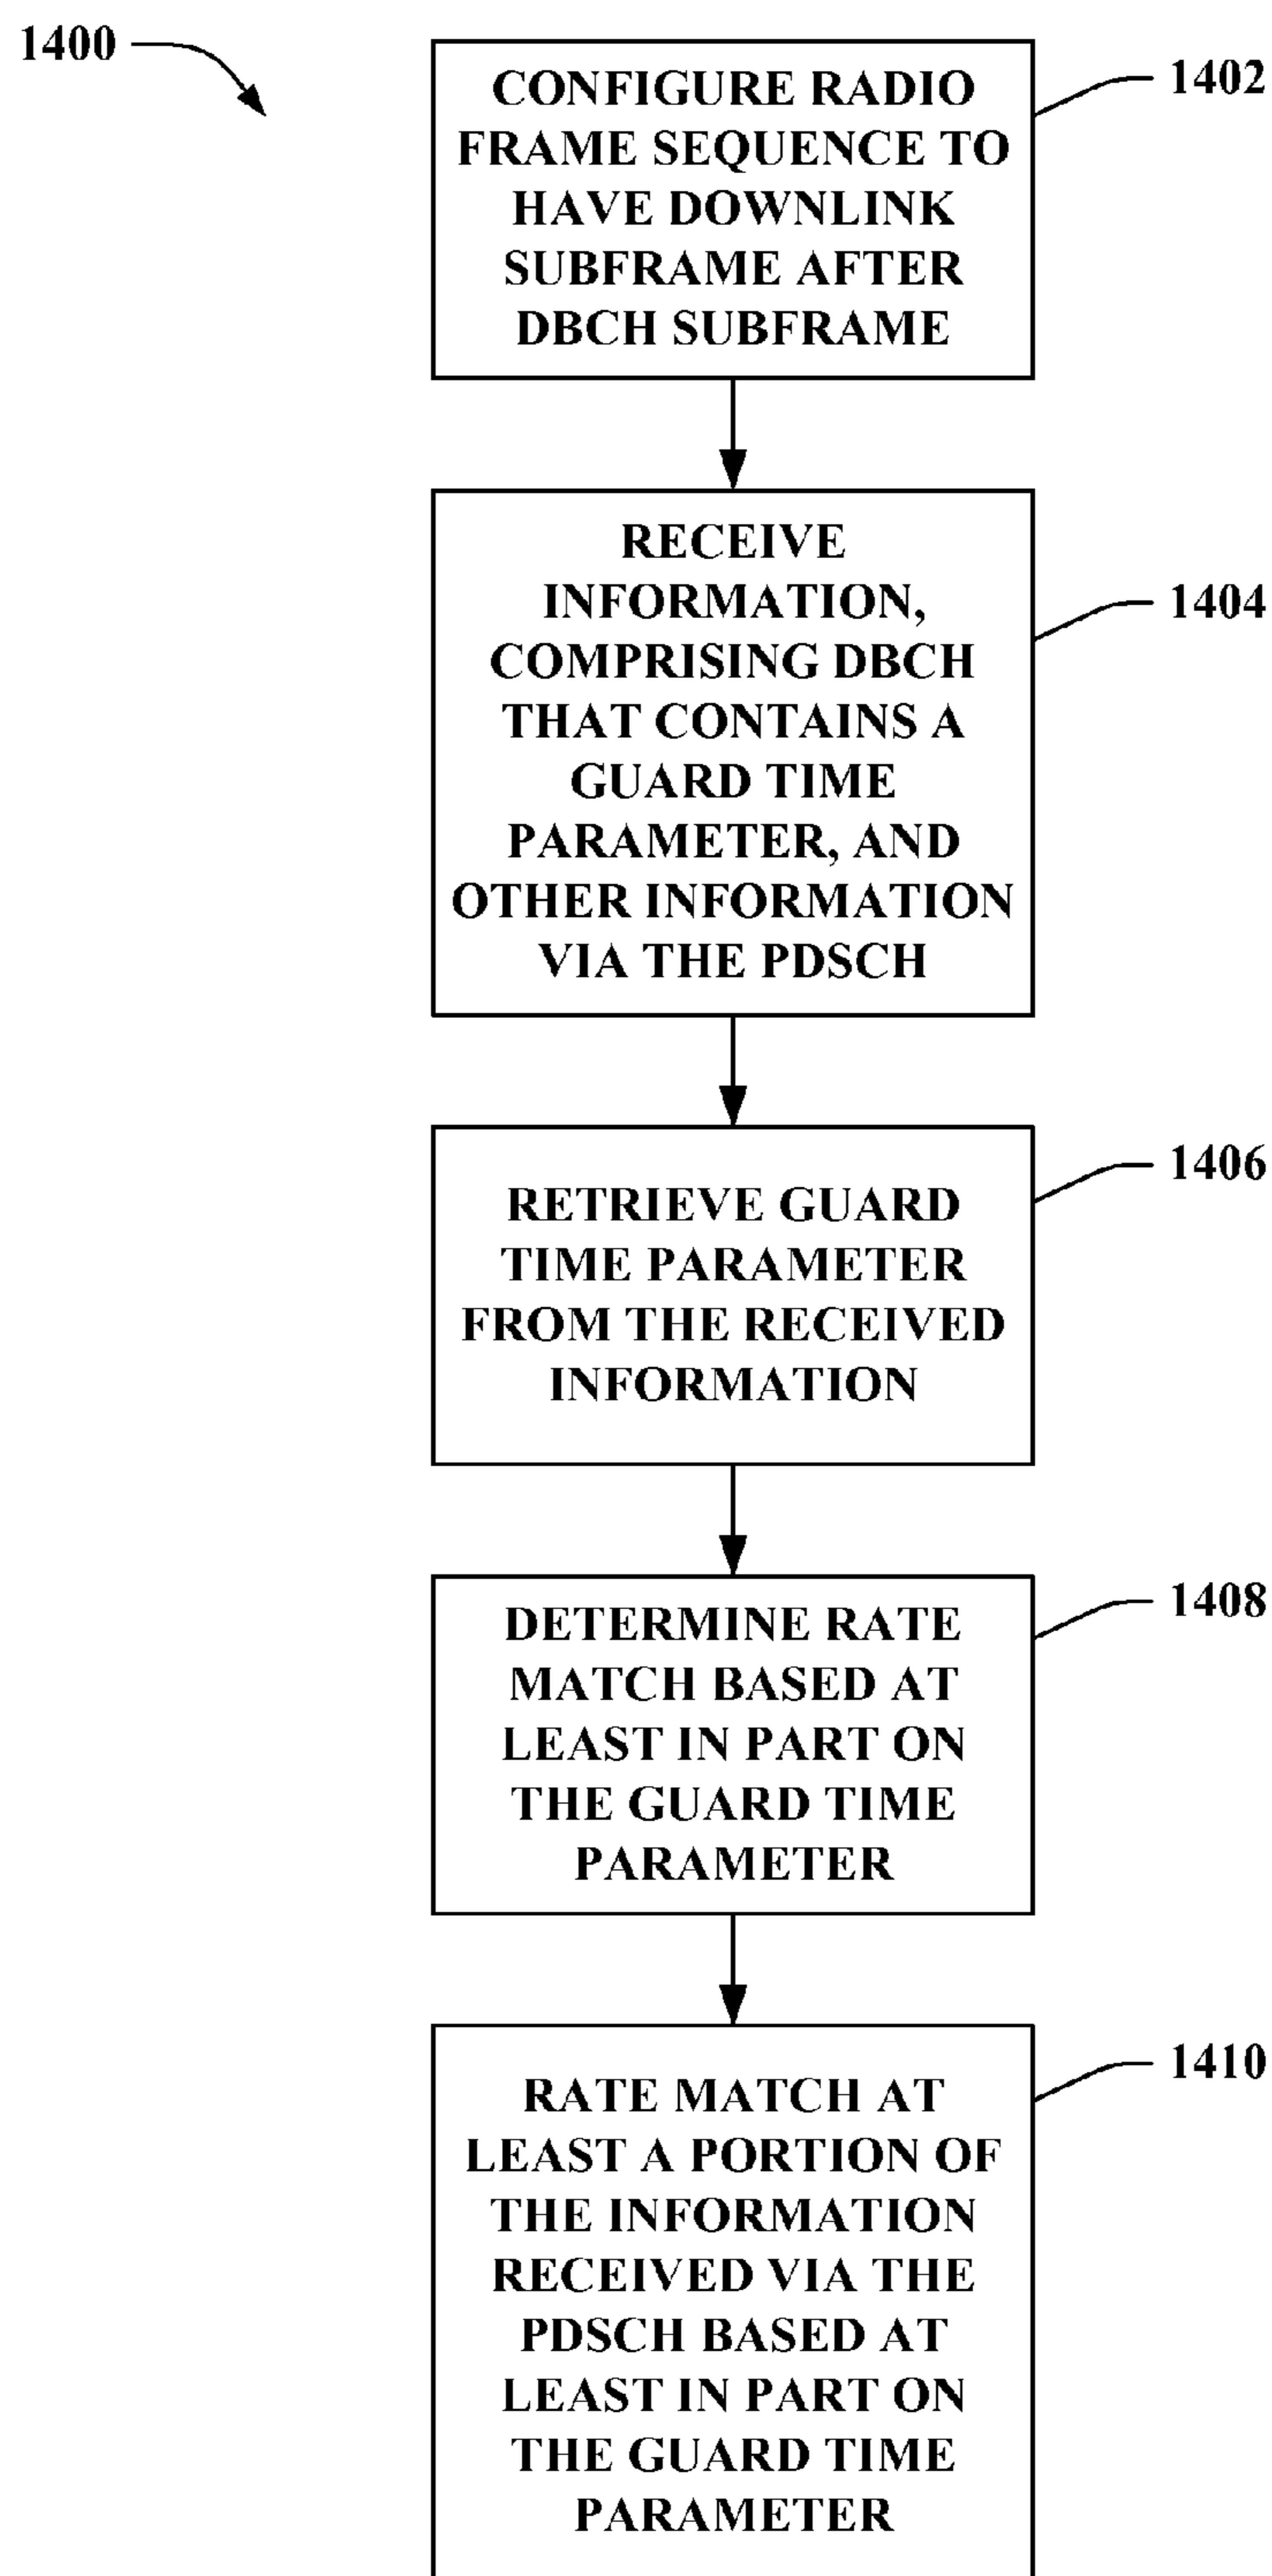 1400
CONFIGURE RADIO
FRAME SEQUENCE TO
HAVE DOWNLINK
SUBFRAME AFTER
DBCH SUBFRAME
1402
RECEIVE
INFORMATION,
COMPRISING DBCH
THAT CONTAINS A
GUARD TIME
PARAMETER, AND
OTHER INFORMATION
VIA THE PDSCH
1404
RETRIEVE GUARD
TIME PARAMETER
FROM THE RECEIVED
INFORMATION
1406
DETERMINE RATE
MATCH BASED AT
LEAST IN PART ON
THE GUARD TIME
PARAMETER
1408
RATE MATCH AT
LEAST A PORTION OF
THE INFORMATION
RECEIVED VIA THE
PDSCH BASED AT
LEAST IN PART ON
THE GUARD TIME
PARAMETER
1410